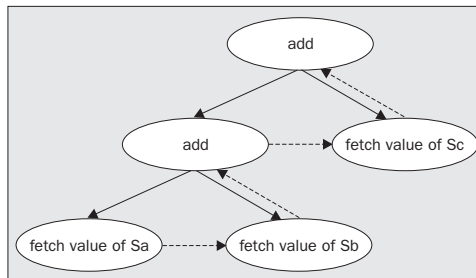 add
add
fetch value of Sc
fetch value of Sa
fetch value of Sb